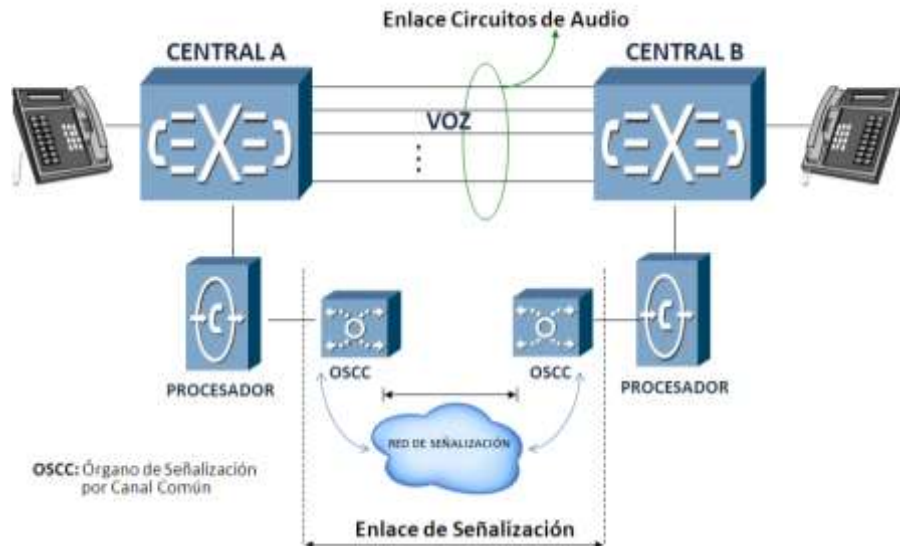 Enlace Circuitos de Audio
CENTRAL A
CENTRAL B
VOZ
PROCESADOR
OSCC
OSCC
PROCESADOR
RED DE SEÑALIZACIÓN
OSCC: Órgano de Señalización
por Canal Común
Enlace de Señalización